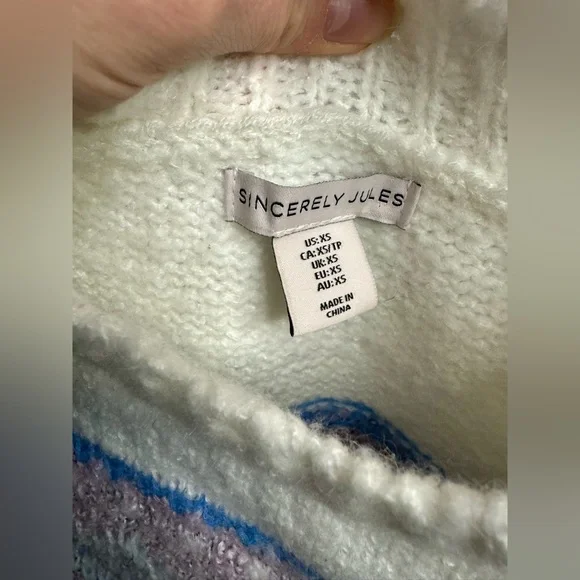 SINCERELY JULES
US: XS
CA: XS/TP
UK: XS
EU: XS
AU: XS
MADE IN
CHINA